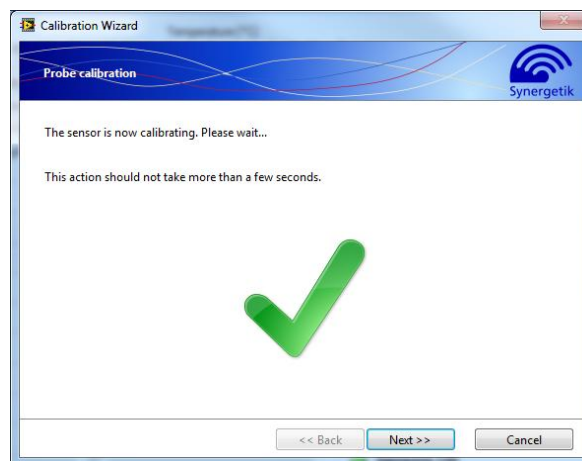 Calibration Wizard
Probe calibration
Synergetik
The sensor is now calibrating. Please wait...
This action should not take more than a few seconds.
<< Back
Next >>
Cancel